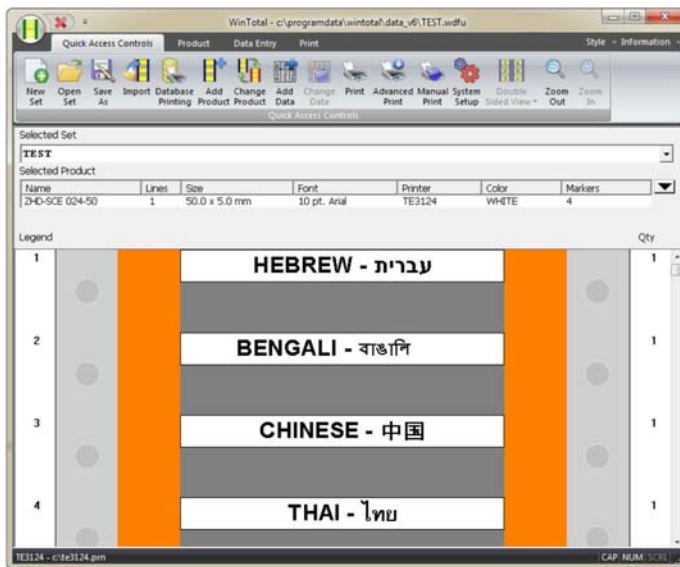 WinTotal - c:\programdata\wintotal\data_v6\TEST.wdfu
Quick Access Controls Product Data Entry Print Style Information
New Set Open Set Save As Import Database Printing Add Product Change Product Add Data Change Data Print Advanced Print Manual Print System Setup Double Sided View Zoom Out Zoom In
Quick Access Controls
Selected Set
TEST
Selected Product
Name Lines Size Font Printer Color Markers
ZHD-SCE 024-50 1 50.0 x 5.0 mm 10 pt. Arial TE3124 WHITE 4
Legend Qty
1 HEBREW - עברית 1
2 BENGALI - বাঙালি 1
3 CHINESE - 中国 1
4 THAI - ไทย 1
TE3124 - c:\te3124.prn CAP NUM SCRL